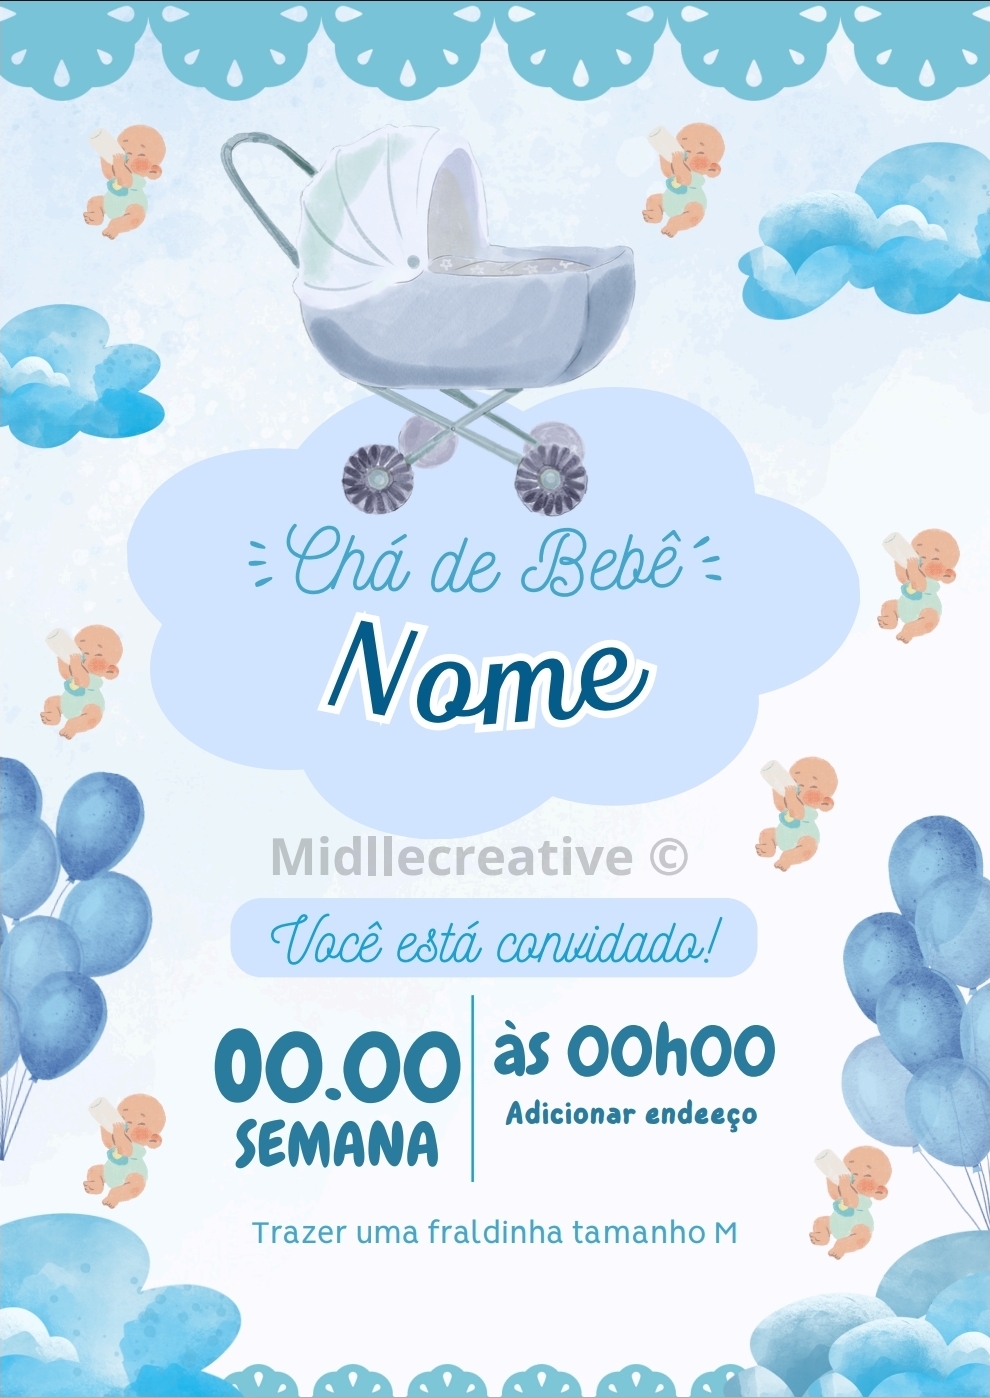 Chá de Bebê
Nome
Midllecreative ©
Você está convidado!
00.00
SEMANA
às 00h00
Adicionar endeeço
Trazer uma fraldinha tamanho M